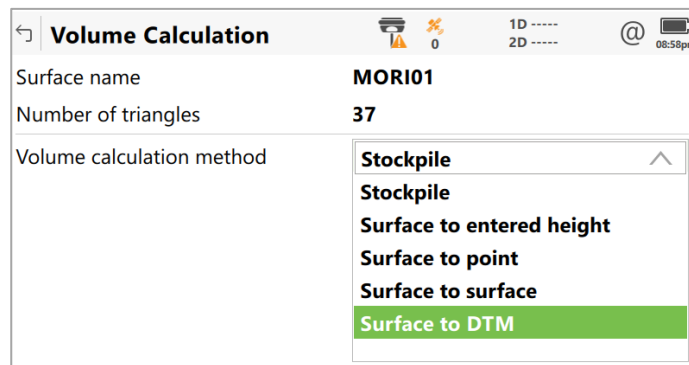 Volume Calculation
0
1D -----
2D -----
@
08:58pm
Surface name MORI01
Number of triangles 37
Volume calculation method Stockpile
Stockpile
Surface to entered height
Surface to point
Surface to surface
Surface to DTM